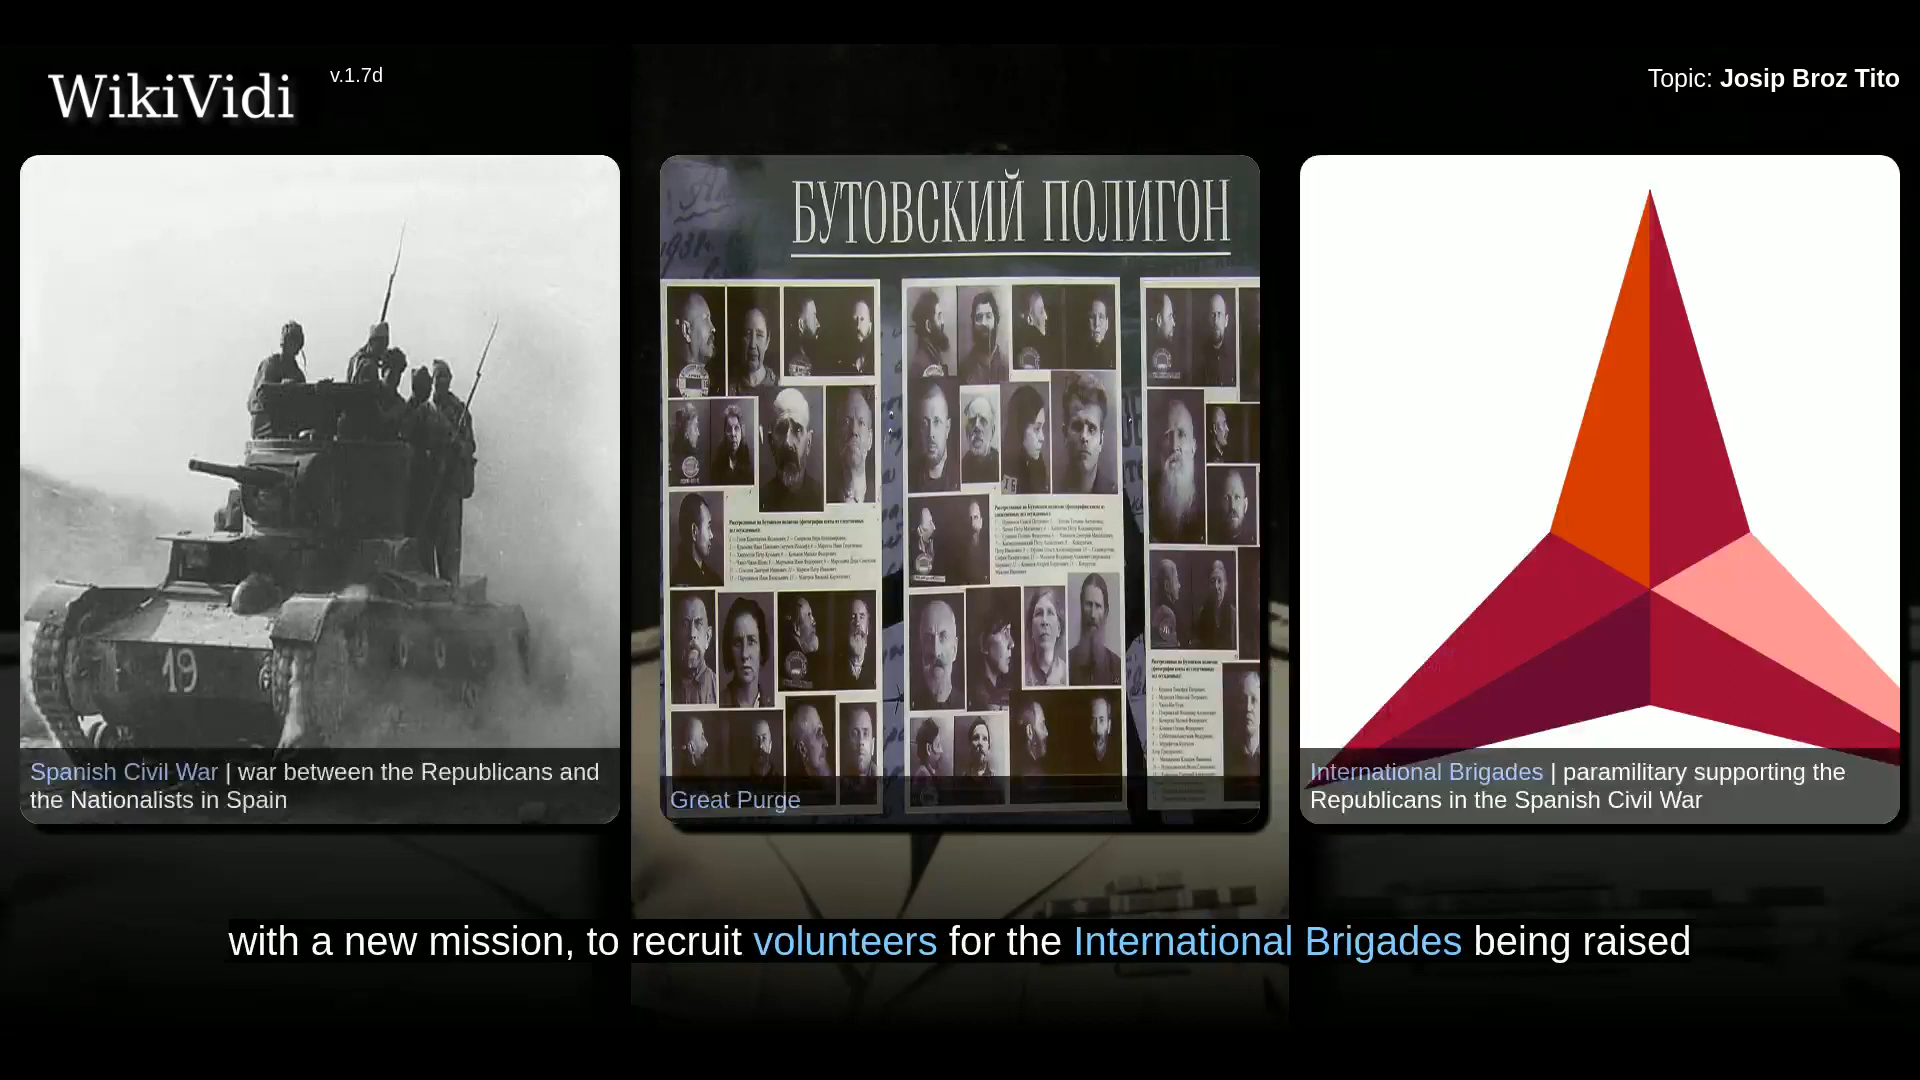 WikiVidi
v.1.7d
Topic: Josip Broz Tito
19
Spanish Civil War | war between the Republicans and
the Nationalists in Spain
БУТОВСКИЙ ПОЛИГОН
Great Purge
International Brigades | paramilitary supporting the
Republicans in the Spanish Civil War
with a new mission, to recruit volunteers for the International Brigades being raised